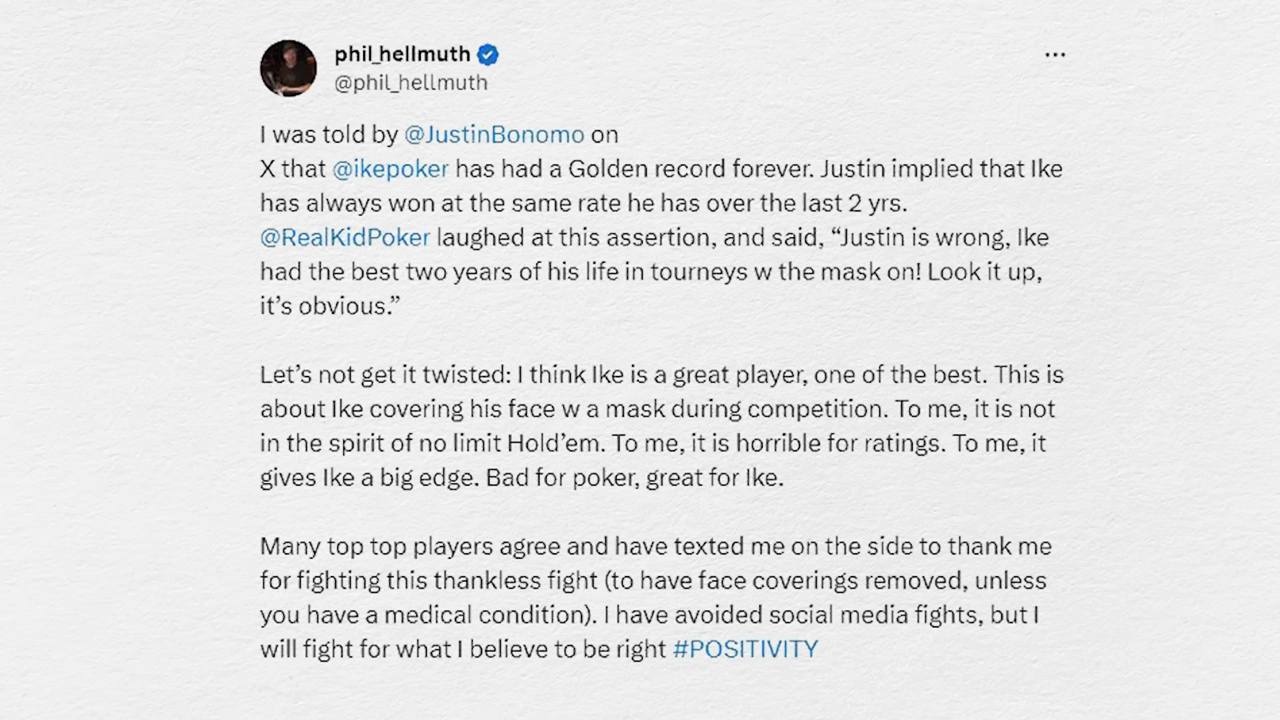 phil_hellmuth
@phil_hellmuth
I was told by @JustinBonomo on
X that @ikepoker has had a Golden record forever. Justin implied that Ike
has always won at the same rate he has over the last 2 yrs.
@RealKidPoker laughed at this assertion, and said, “Justin is wrong, Ike
had the best two years of his life in tourneys w the mask on! Look it up,
it’s obvious.”
Let’s not get it twisted: I think Ike is a great player, one of the best. This is
about Ike covering his face w a mask during competition. To me, it is not
in the spirit of no limit Hold’em. To me, it is horrible for ratings. To me, it
gives Ike a big edge. Bad for poker, great for Ike.
Many top top players agree and have texted me on the side to thank me
for fighting this thankless fight (to have face coverings removed, unless
you have a medical condition). I have avoided social media fights, but I
will fight for what I believe to be right #POSITIVITY